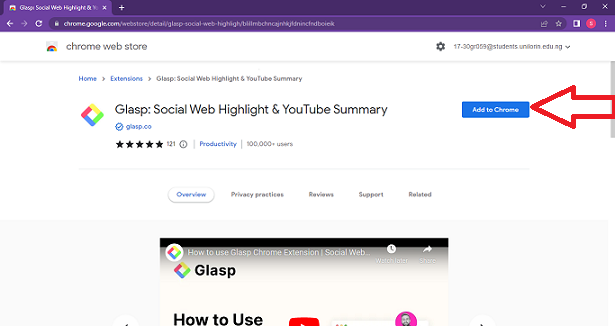 Glasp: Social Web Highlight & Yo
chrome.google.com/webstore/detail/glasp-social-web-highligh/blillmbchncajnhkjfdnincfndboieik
S
chrome web store
17-30gr059@students.unilorin.edu.ng
Home > Extensions > Glasp: Social Web Highlight & YouTube Summary
Glasp: Social Web Highlight & YouTube Summary
Add to Chrome
glasp.co
121 | Productivity | 100,000+ users
Overview Privacy practices Reviews Support Related
How to use Glasp Chrome Extension | Social Web...
Watch later Share
Glasp
How to Use